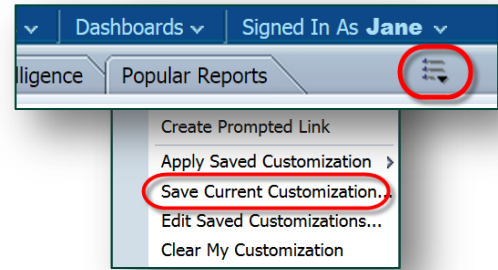 Dashboards Signed In As Jane
lligence Popular Reports
Create Prompted Link
Apply Saved Customization
Save Current Customization...
Edit Saved Customizations...
Clear My Customization